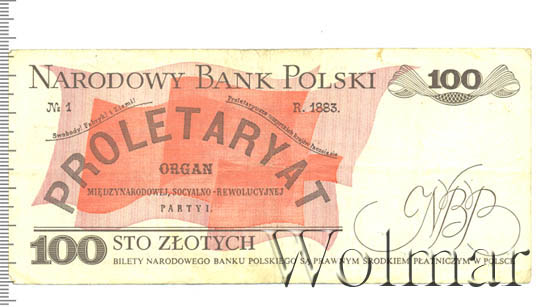 NARODOWY BANK POLSKI
100
№ 1
R. 1883.
Swobody! Fabryk! i Ziemi!
Proletaryusze wszystkich krajów łączcie się
PROLETARYAT
ORGAN
MIĘDZYNARODOWEJ, SOCYALNO-REWOLUCYJNEJ
PARTYI.
NBP
100 STO ZŁOTYCH
BILETY NARODOWEGO BANKU POLSKIEGO SĄ PRAWNYM ŚRODKIEM PŁATNICZYM W POLSCE
Wolmar